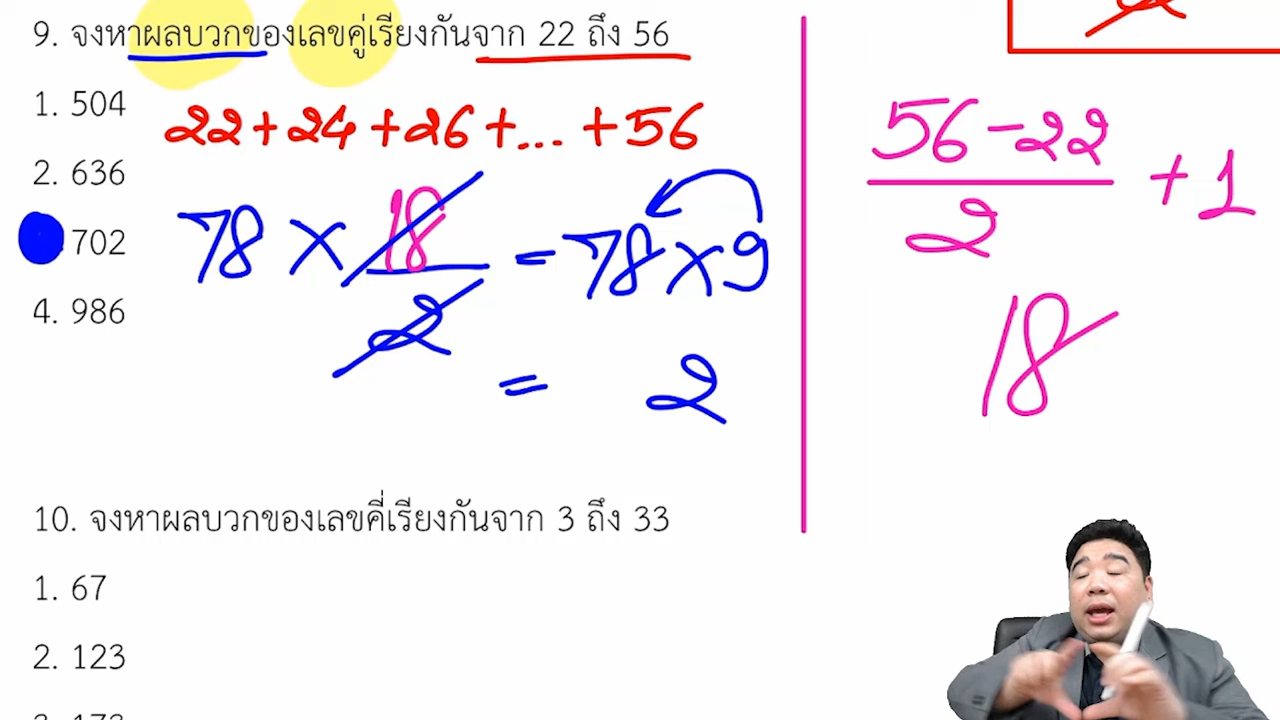 9. จงหาผลบวกของเลขคู่เรียงกันจาก 22 ถึง 56
1. 504
22 + 24 + 26 + ... + 56
2. 636
702
78 × 18/2 = 78 × 9
4. 986
= 2
10. จงหาผลบวกของเลขคี่เรียงกันจาก 3 ถึง 33
1. 67
2. 123
3. 173
56 - 22
2
+ 1
18